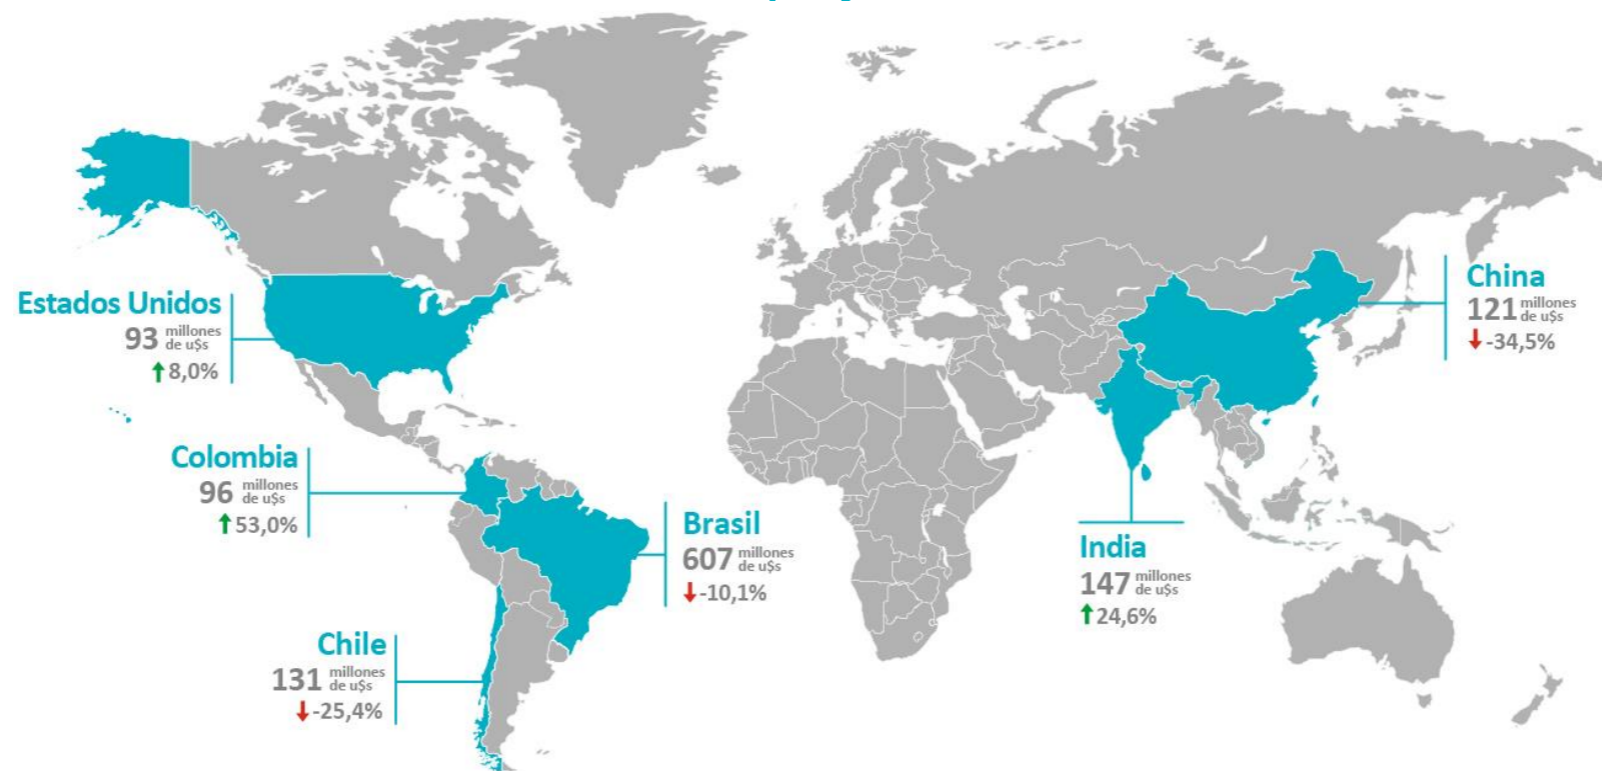 Estados Unidos
93 millones de u$s
↑ 8,0%
Colombia
96 millones de u$s
↑ 53,0%
Chile
131 millones de u$s
↓ -25,4%
Brasil
607 millones de u$s
↓ -10,1%
India
147 millones de u$s
↑ 24,6%
China
121 millones de u$s
↓ -34,5%